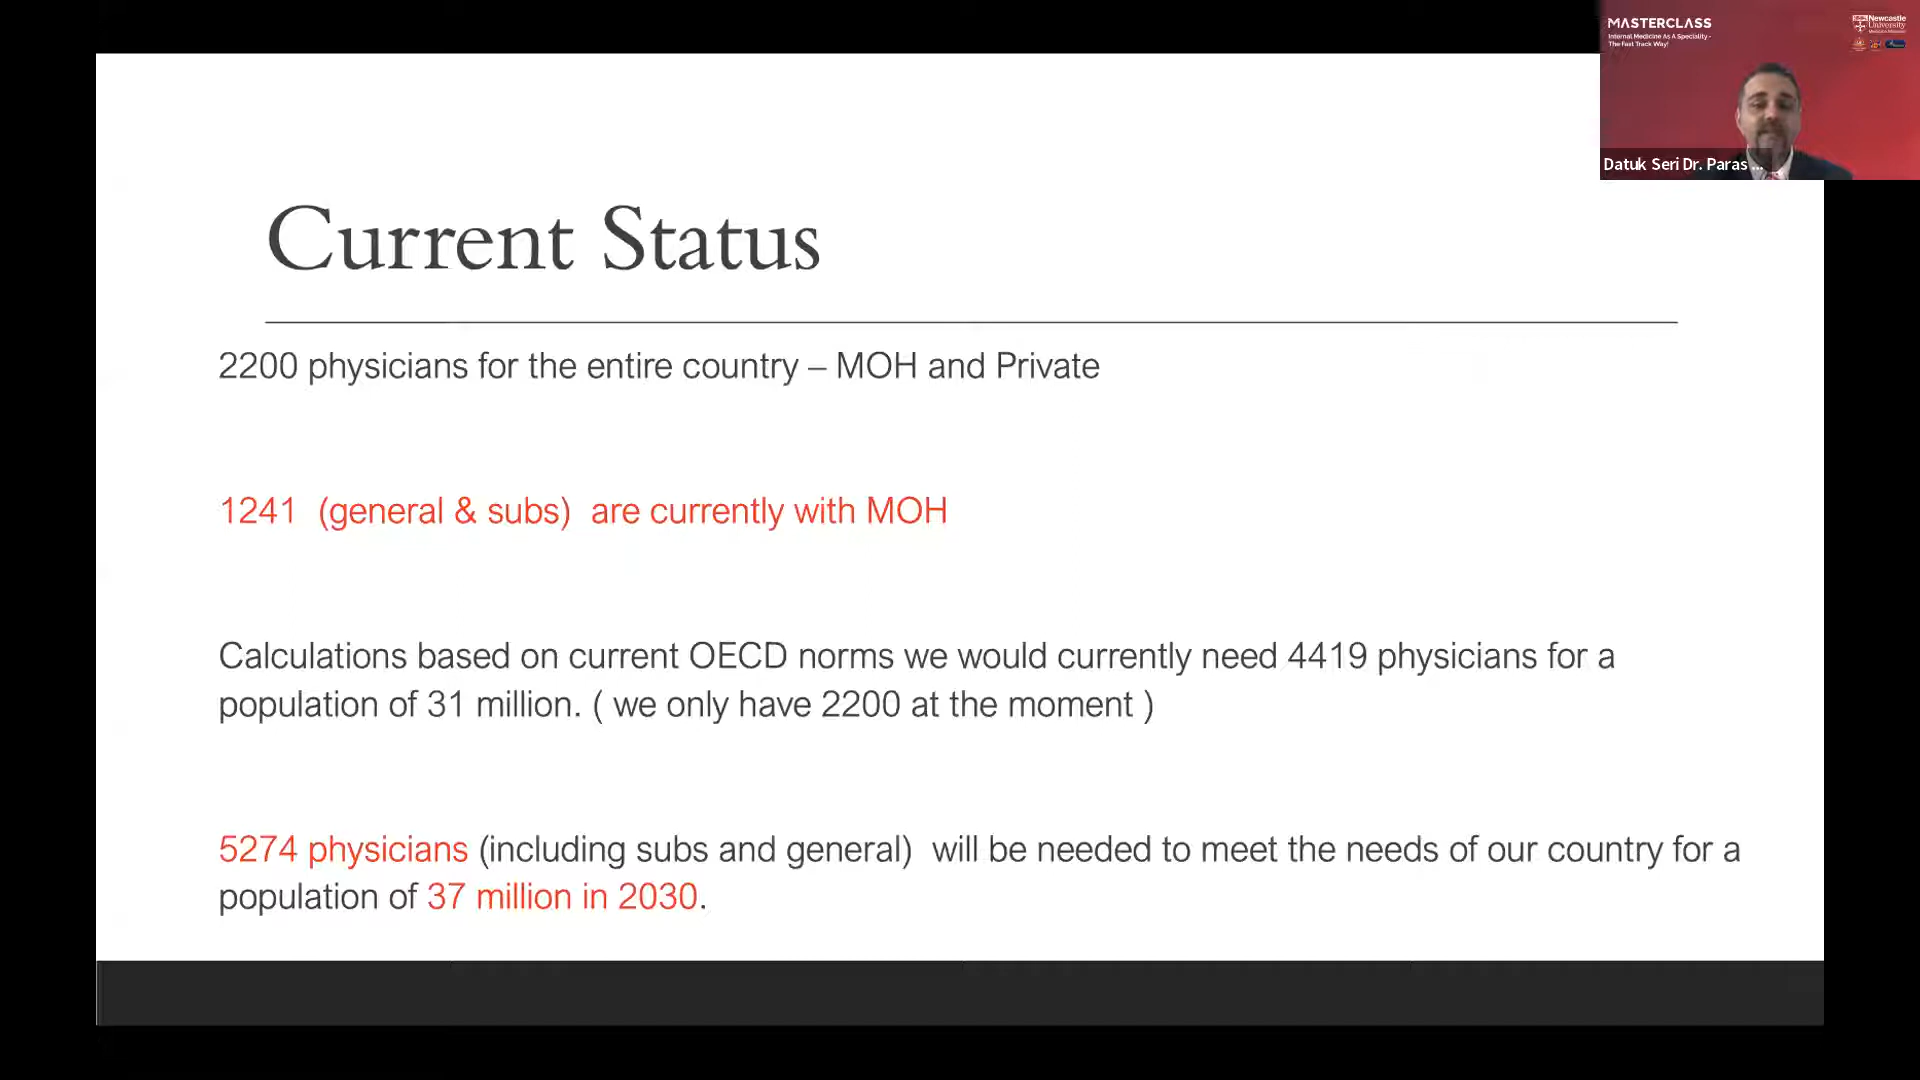 MASTERCLASS
Internal Medicine As A Speciality -
The Fast Track Way!
Newcastle
University
Datuk Seri Dr. Paras ...
Current Status
2200 physicians for the entire country – MOH and Private
1241 (general & subs) are currently with MOH
Calculations based on current OECD norms we would currently need 4419 physicians for a
population of 31 million. ( we only have 2200 at the moment )
5274 physicians (including subs and general) will be needed to meet the needs of our country for a
population of 37 million in 2030.